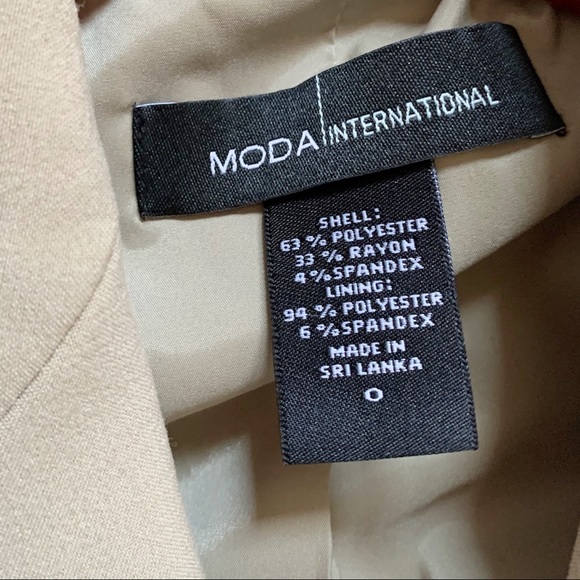 MODA INTERNATIONAL
SHELL:
63 % POLYESTER
33 % RAYON
4 % SPANDEX
LINING:
94 % POLYESTER
6 % SPANDEX
MADE IN
SRI LANKA
0